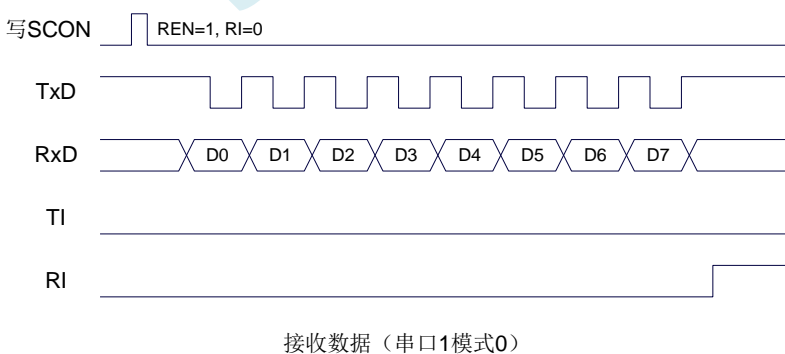 写SCON REN=1, RI=0
TxD
RxD D0 D1 D2 D3 D4 D5 D6 D7
TI
RI
接收数据（串口1模式0）